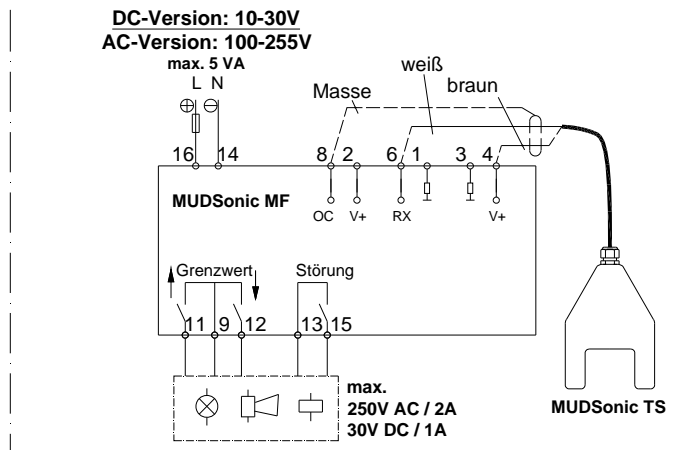 DC-Version: 10-30V
AC-Version: 100-255V
max. 5 VA
L N
weiß
braun
Masse
16 14 8 2 6 1 3 4
MUDSonic MF
OC V+ RX V+
Grenzwert Störung
11 9 12 13 15
max.
250V AC / 2A
30V DC / 1A
MUDSonic TS